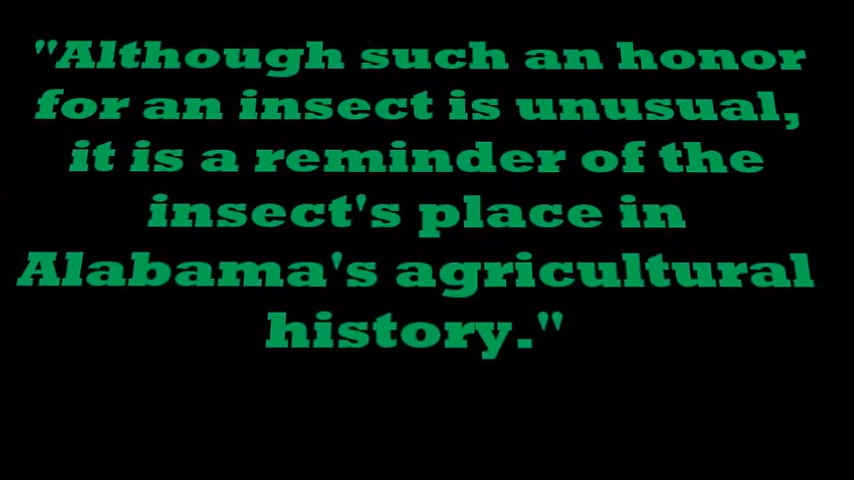 "Although such an honor
for an insect is unusual,
it is a reminder of the
insect's place in
Alabama's agricultural
history."